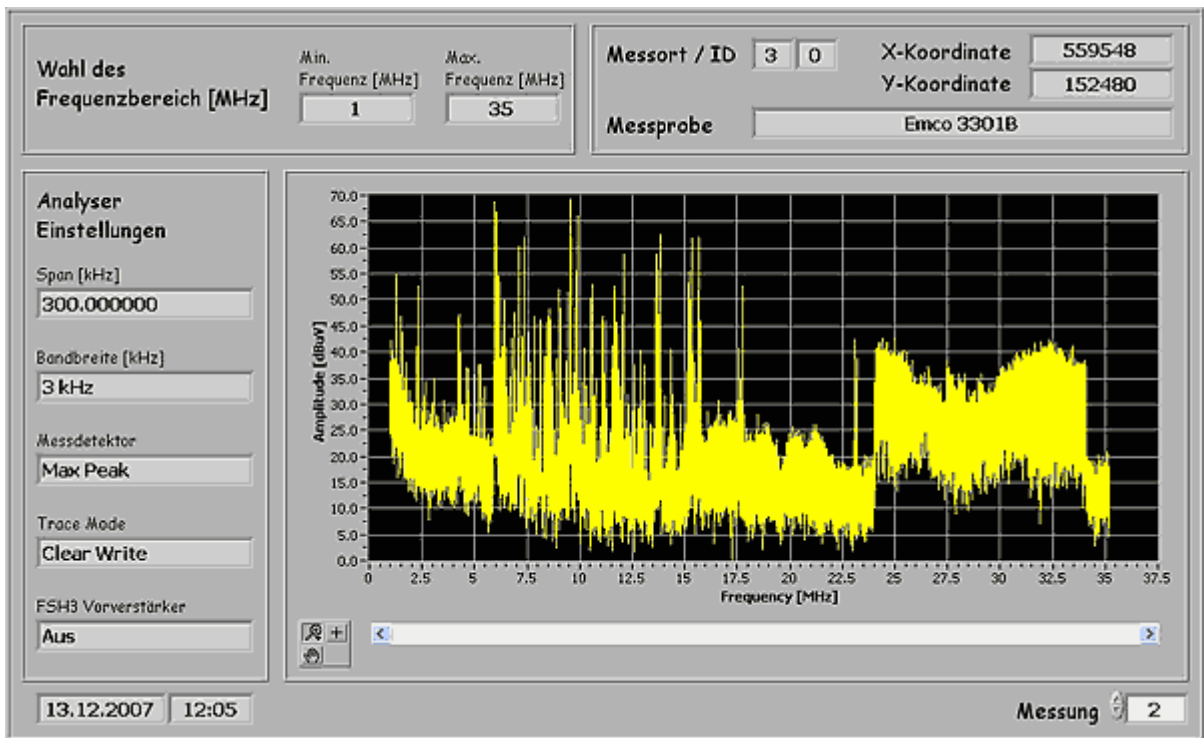 Wahl des
Frequenzbereich [MHz]
Min.
Frequenz [MHz]
1
Max.
Frequenz [MHz]
35
Messort / ID 3 0
X-Koordinate 559548
Y-Koordinate 152480
Messprobe Emco 3301B
Analyser
Einstellungen
Span [kHz]
300.000000
Bandbreite [kHz]
3 kHz
Messdetektor
Max Peak
Trace Mode
Clear Write
FSH3 Vorverstärker
Aus
Amplitude [dBuV]
70.0
65.0
60.0
55.0
50.0
45.0
40.0
35.0
30.0
25.0
20.0
15.0
10.0
5.0
0.0
0 2.5 5 7.5 10 12.5 15 17.5 20 22.5 25 27.5 30 32.5 35 37.5
Frequency [MHz]
13.12.2007 12:05
Messung 2